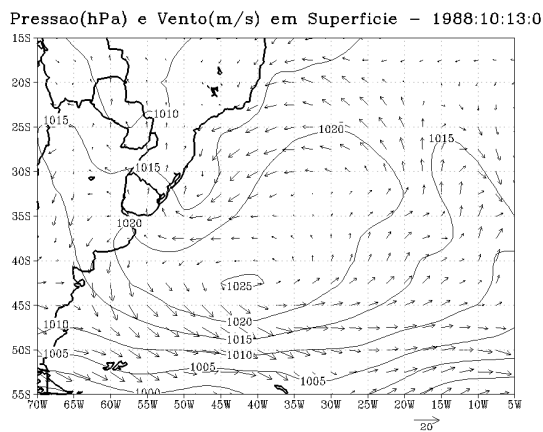 Pressao(hPa) e Vento(m/s) em Superficie - 1988:10:13:0
15S
20S
1010
25S
1015
1020
1015
30S
1015
35S
1020
40S
1025
45S
1010
1020
1015
50S
1005
1010
1005
1005
55S
1000
70W 65W 60W 55W 50W 45W 40W 35W 30W 25W 20W 15W 10W 5W
20